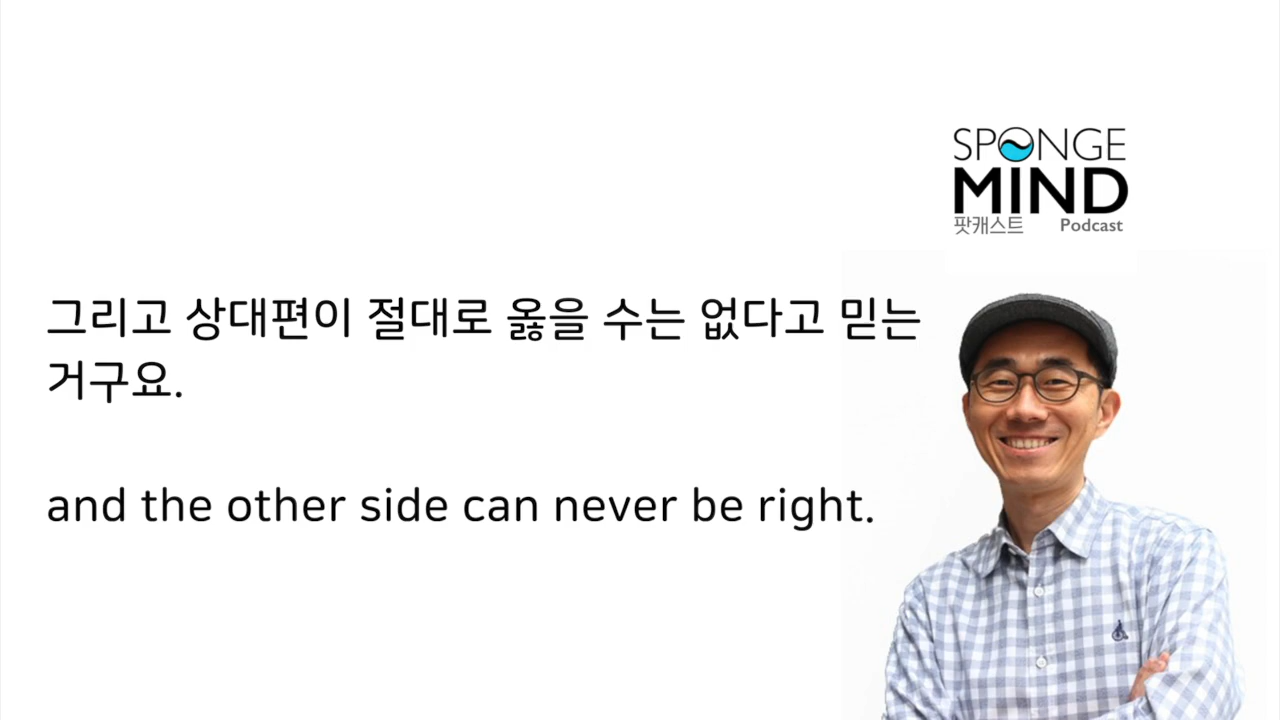 SPONGE
MIND
팟캐스트 Podcast
그리고 상대편이 절대로 옳을 수는 없다고 믿는
거구요.
and the other side can never be right.